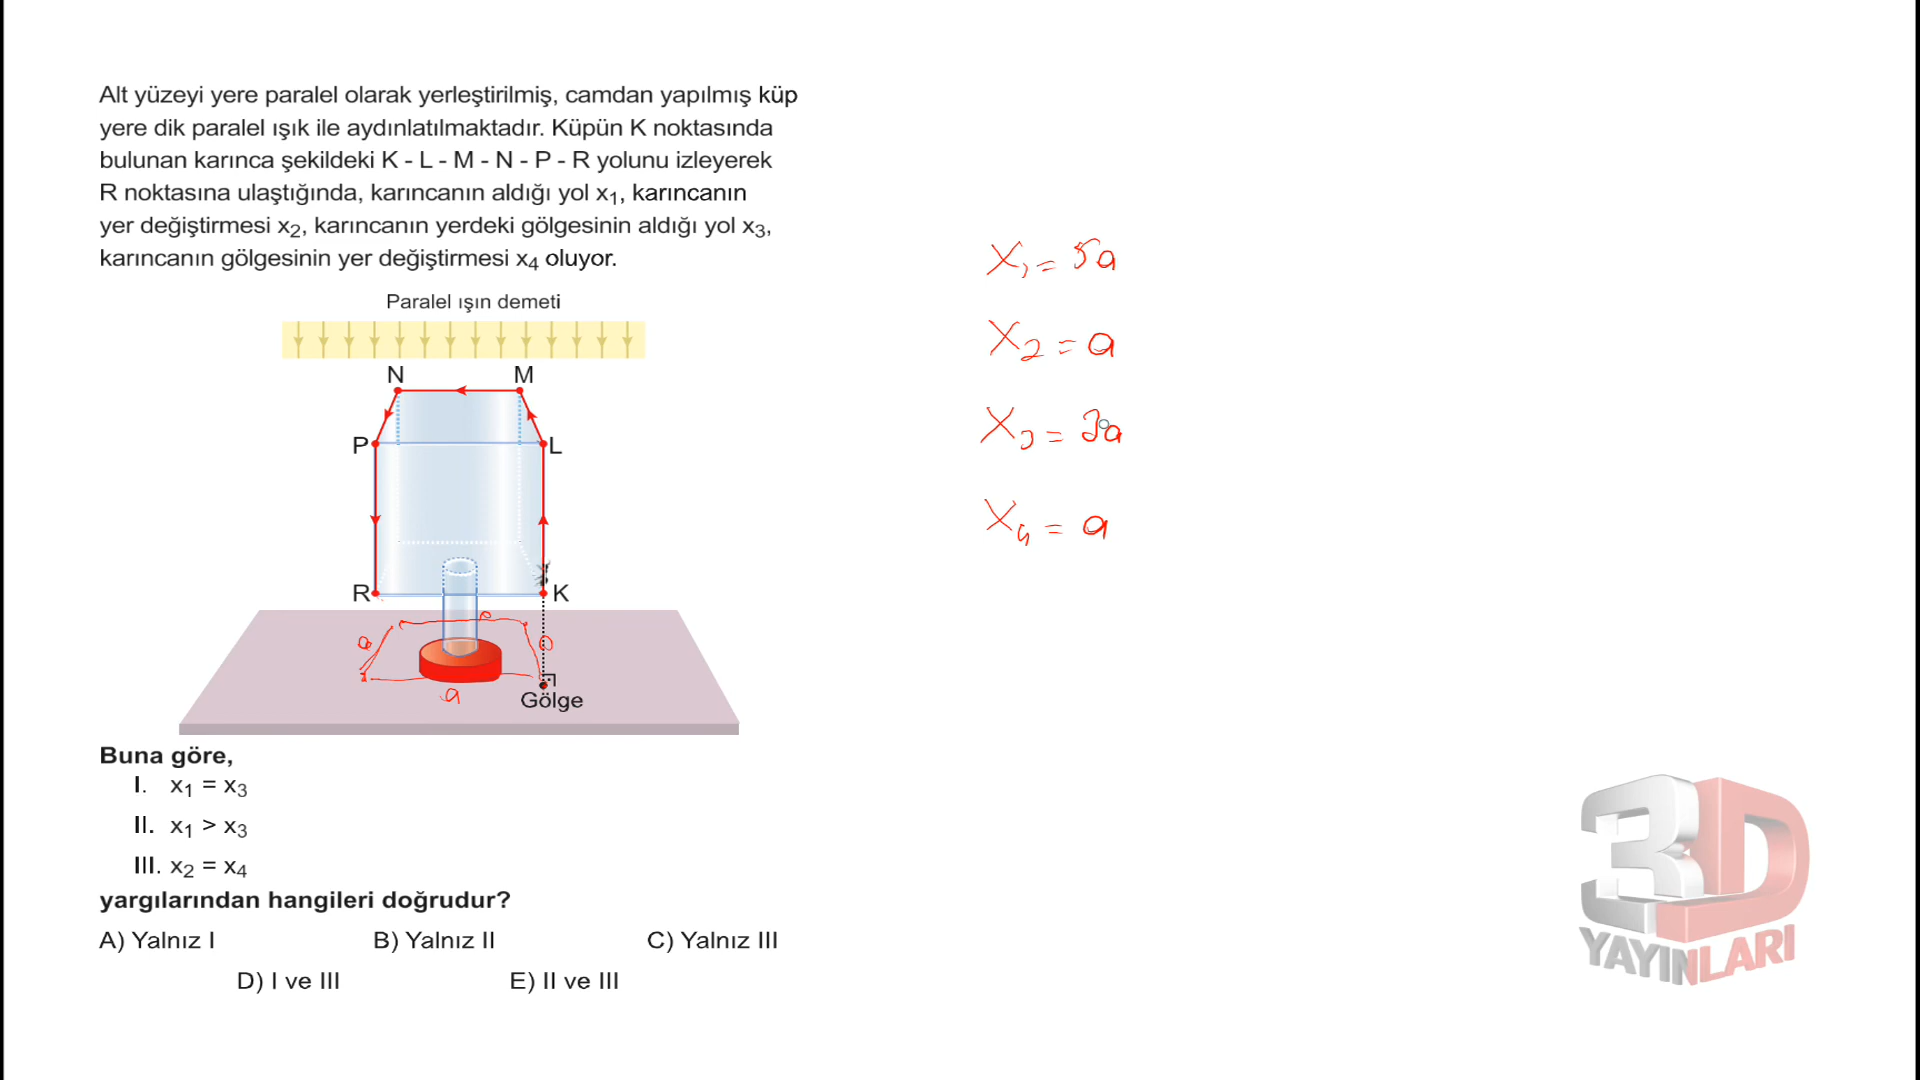 Alt yüzeyi yere paralel olarak yerleştirilmiş, camdan yapılmış küp
yere dik paralel ışık ile aydınlatılmaktadır. Küpün K noktasında
bulunan karınca şekildeki K - L - M - N - P - R yolunu izleyerek
R noktasına ulaştığında, karıncanın aldığı yol x₁, karıncanın
yer değiştirmesi x₂, karıncanın yerdeki gölgesinin aldığı yol x₃,
karıncanın gölgesinin yer değiştirmesi x₄ oluyor.
Paralel ışın demeti
N M
P L
R K
a a a
a
Gölge
x₁ = 5a
x₂ = a
x₃ = 3a
x₄ = a
Buna göre,
I. x₁ = x₃
II. x₁ > x₃
III. x₂ = x₄
yargılarından hangileri doğrudur?
A) Yalnız I B) Yalnız II C) Yalnız III
D) I ve III E) II ve III
3D
YAYINLARI